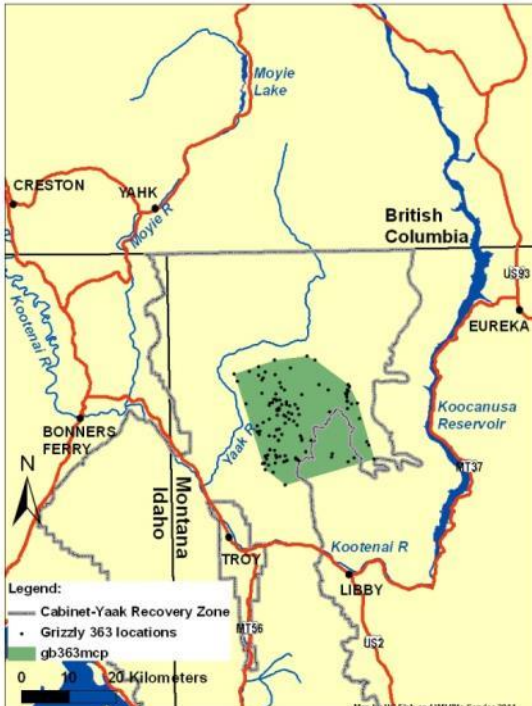 Moyie
Lake
CRESTON
YAHK
Moyie R
British
Columbia
US93
Kootenai R
EUREKA
Koocanusa
Reservoir
BONNERS
FERRY
Yaak R
MT37
N
Montana
Idaho
TROY
Kootenai R
LIBBY
Legend:
Cabinet-Yaak Recovery Zone
Grizzly 363 locations
gb363mcp
MT56
US2
0 10 20 Kilometers